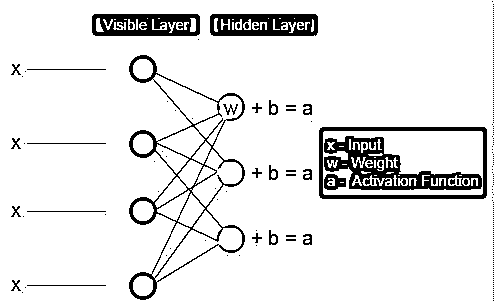 【Visible Layer】 【Hidden Layer】
x
w + b = a
x
+ b = a
x
+ b = a
x
x - Input
w - Weight
a - Activation Function